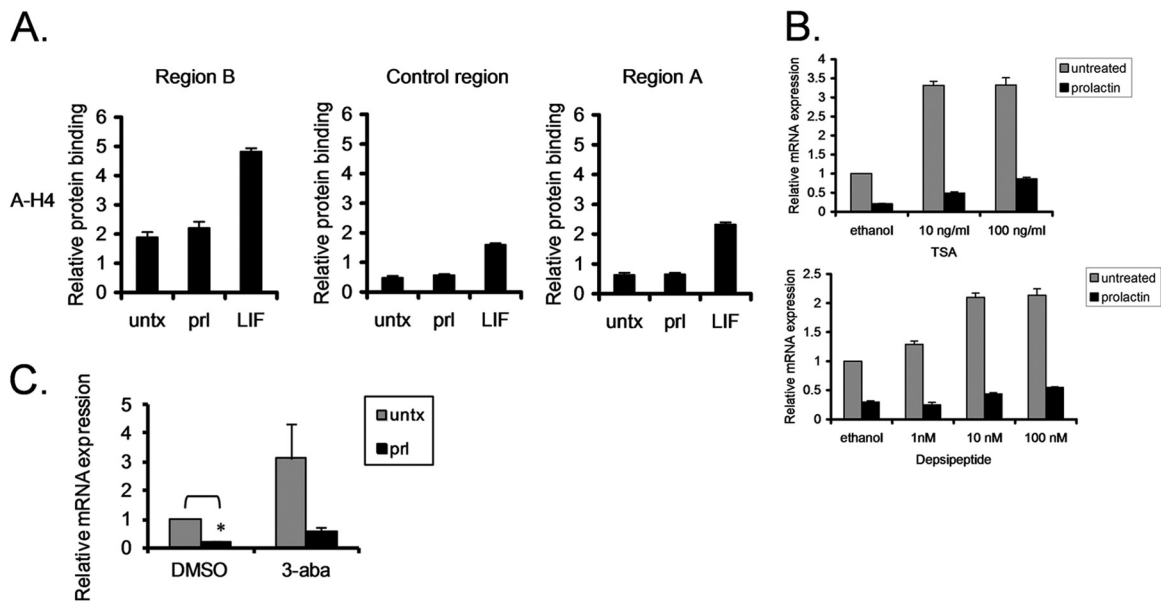 A.
Region B
Control region
Region A
A-H4
Relative protein binding
6
5
4
3
2
1
0
untx prl LIF
Relative protein binding
6
5
4
3
2
1
0
untx prl LIF
Relative protein binding
6
5
4
3
2
1
0
untx prl LIF
B.
Relative mRNA expression
4
3.5
3
2.5
2
1.5
1
0.5
0
ethanol 10 ng/ml 100 ng/ml
TSA
untreated
prolactin
Relative mRNA expression
2.5
2
1.5
1
0.5
0
ethanol 1nM 10 nM 100 nM
Depsipeptide
untreated
prolactin
C.
Relative mRNA expression
5
4
3
2
1
0
*
DMSO 3-aba
untx
prl